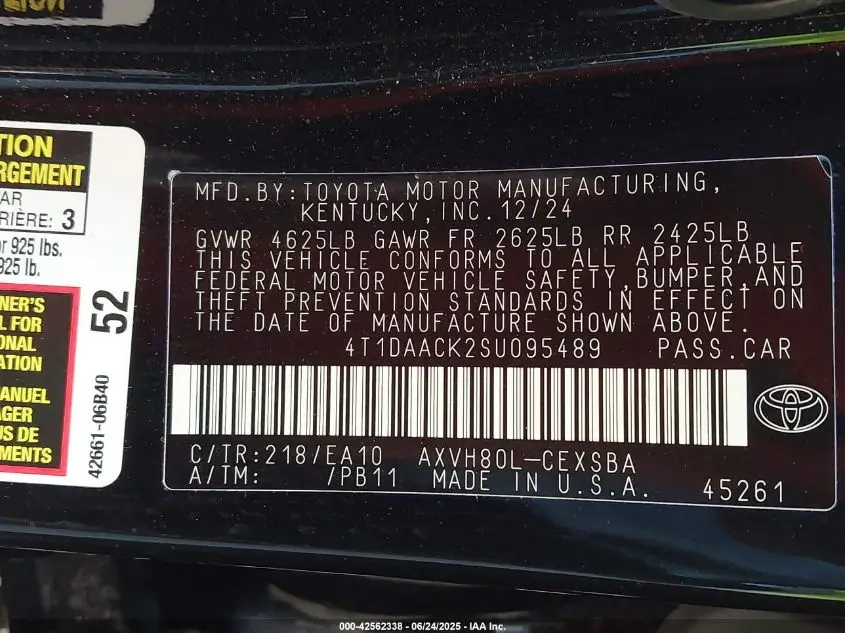 TION
RGEMENT
AR
RIÈRE: 3
or 925 lbs.
925 lb.
NER'S
L FOR
ONAL
ATION
MANUEL
AGER
US DE
MENTS
52
42661-06B40
MFD.BY:TOYOTA MOTOR MANUFACTURING,
KENTUCKY,INC.12/24
GVWR 4625LB GAWR FR 2625LB RR 2425LB
THIS VEHICLE CONFORMS TO ALL APPLICABLE
FEDERAL MOTOR VEHICLE SAFETY,BUMPER,AND
THEFT PREVENTION STANDARDS IN EFFECT ON
THE DATE OF MANUFACTURE SHOWN ABOVE.
4T1DAACK2SU095489 PASS.CAR
C/TR:218/EA10 AXVH80L-CEXSBA
A/TM: /PB11 MADE IN U.S.A. 45261
000-42562338 - 06/24/2025 - IAA Inc.